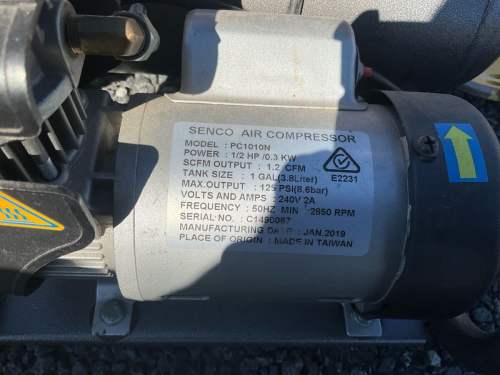 SENCO AIR COMPRESSOR
MODEL : PC1010N
POWER : 1/2 HP /0.3 KW
SCFM OUTPUT : 1.2 CFM
TANK SIZE : 1 GAL(3.8Liter)
MAX.OUTPUT : 125 PSI(8.6bar)
VOLTS AND AMPS : 240V 2A
FREQUENCY : 50HZ MIN⁻¹ 2850 RPM
SERIAL NO. : C1490087
MANUFACTURING DATE : JAN.2019
PLACE OF ORIGIN : MADE IN TAIWAN
E2231